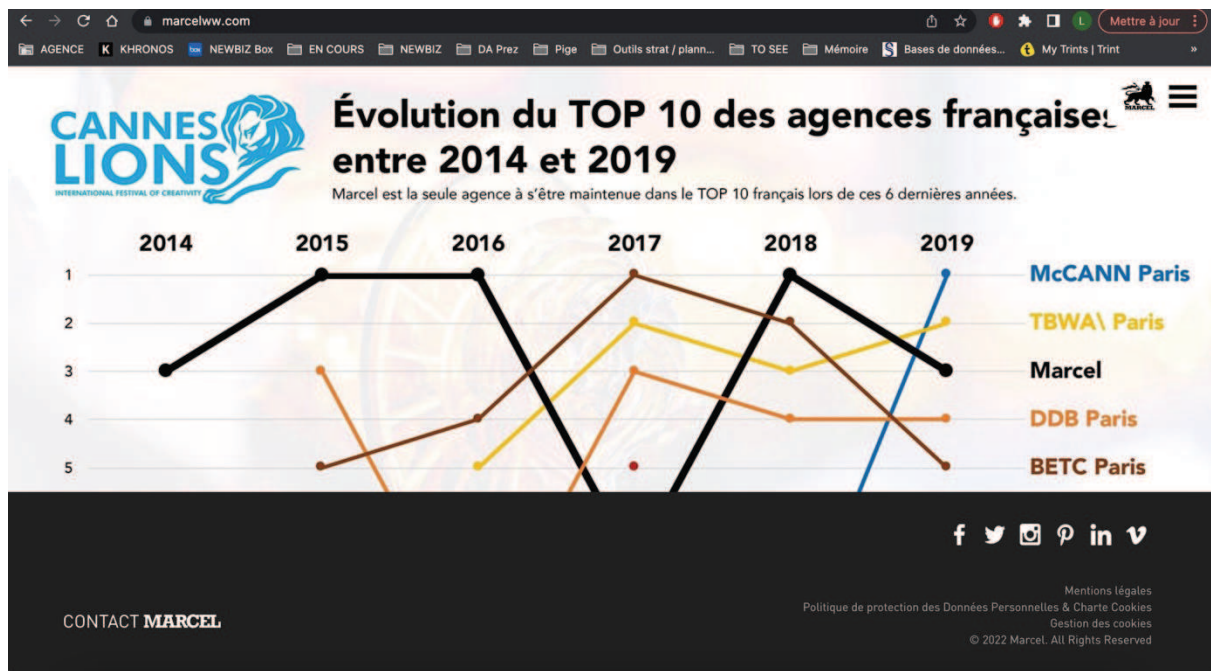 marcelww.com
L
Mettre à jour
AGENCE K KHRONOS NEWBIZ Box EN COURS NEWBIZ DA Prez Pige Outils strat / plann... TO SEE Mémoire S Bases de données... t My Trints | Trint »
CANNES
LIONS
INTERNATIONAL FESTIVAL OF CREATIVITY
Évolution du TOP 10 des agences françaises
entre 2014 et 2019
Marcel est la seule agence à s'être maintenue dans le TOP 10 français lors de ces 6 dernières années.
MARCEL
2014 2015 2016 2017 2018 2019
1
McCANN Paris
2
TBWA\ Paris
3
Marcel
4
DDB Paris
5
BETC Paris
Mentions légales
Politique de protection des Données Personnelles & Charte Cookies
CONTACT MARCEL
Gestion des cookies
© 2022 Marcel. All Rights Reserved